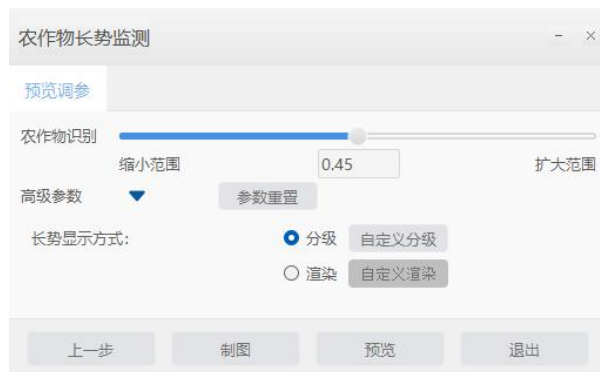 农作物长势监测
预览调参
农作物识别
缩小范围 0.45 扩大范围
高级参数 参数重置
长势显示方式: 分级 自定义分级
渲染 自定义渲染
上一步 制图 预览 退出